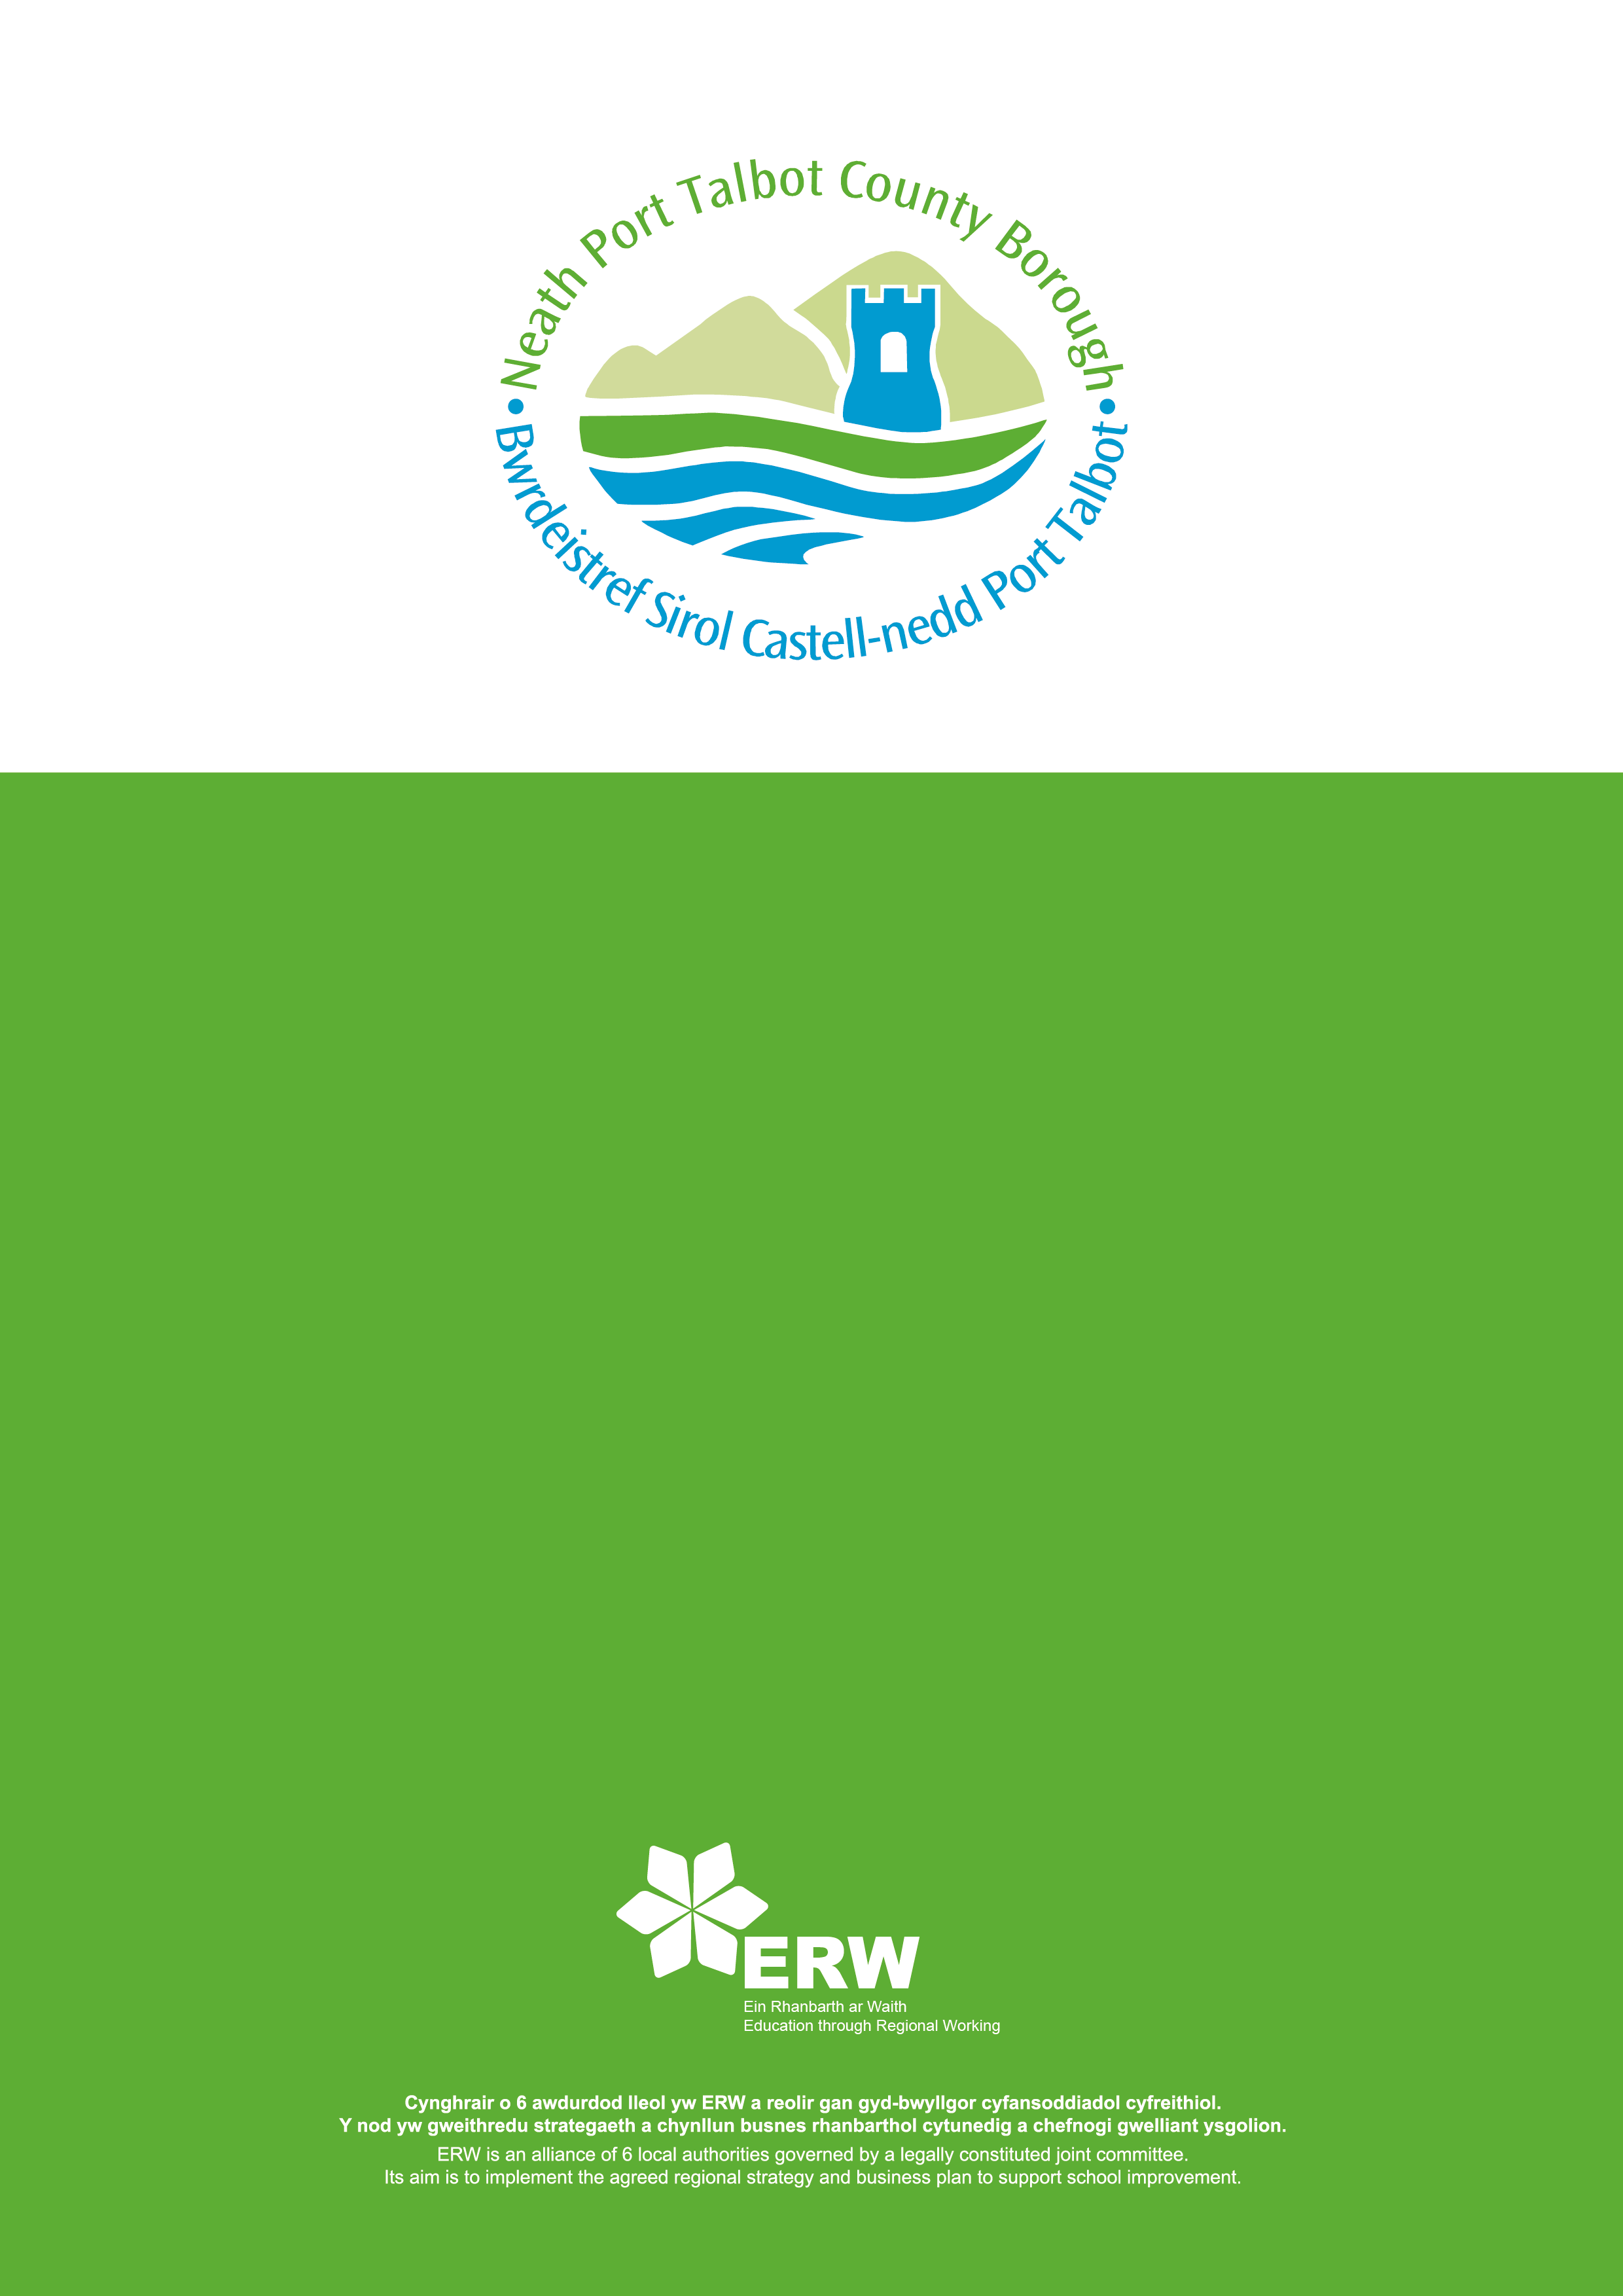 Neath Port Talbot County Borough
• Bwrdeistref Sirol Castell-nedd Port Talbot •
ERW
Ein Rhanbarth ar Waith
Education through Regional Working
Cynghrair o 6 awdurdod lleol yw ERW a reolir gan gyd-bwyllgor cyfansoddiadol cyfreithiol.
Y nod yw gweithredu strategaeth a chynllun busnes rhanbarthol cytunedig a chefnogi gwelliant ysgolion.
ERW is an alliance of 6 local authorities governed by a legally constituted joint committee.
Its aim is to implement the agreed regional strategy and business plan to support school improvement.